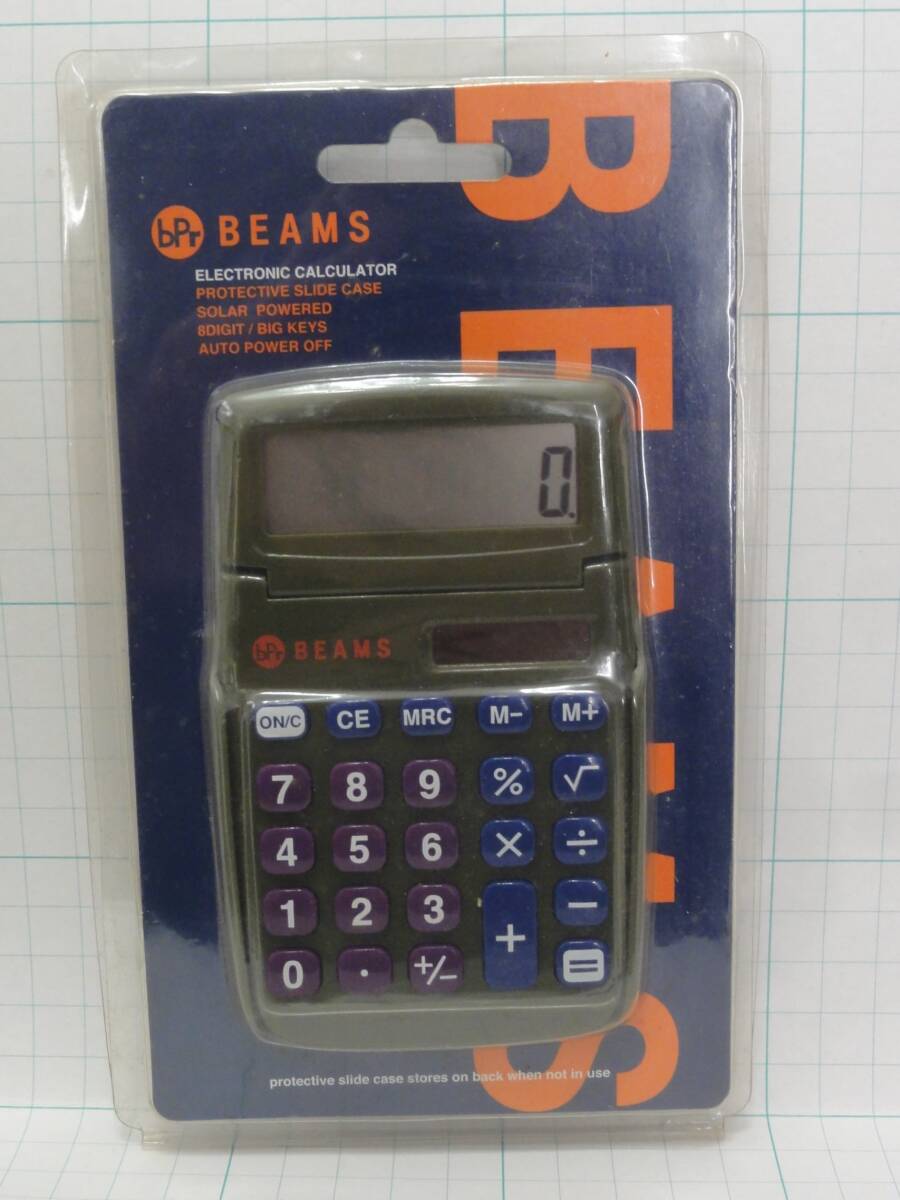 bPr BEAMS
ELECTRONIC CALCULATOR
PROTECTIVE SLIDE CASE
SOLAR POWERED
8DIGIT / BIG KEYS
AUTO POWER OFF
BEAMS
0.
bPr BEAMS
ON/C CE MRC M− M+
7 8 9 % √
4 5 6 × ÷
1 2 3 + −
0 . +/− =
protective slide case stores on back when not in use